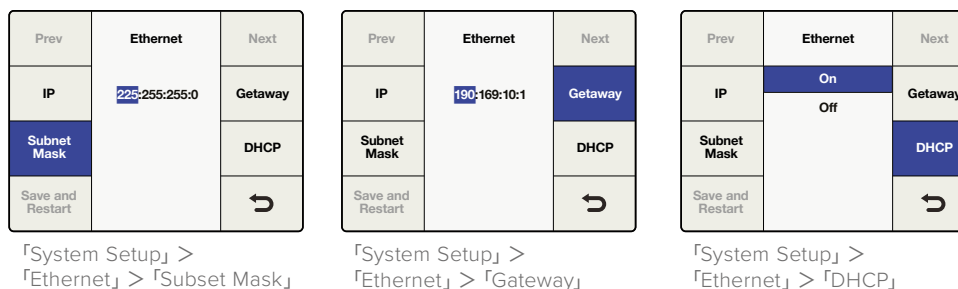 Prev Ethernet Next
IP 225:255:255:0 Getaway
Subnet Mask DHCP
Save and Restart
「System Setu​p」 >
「Ethernet」 > 「Subset Mask」
Prev Ethernet Next
IP 190:169:10:1 Getaway
Subnet Mask DHCP
Save and Restart
「System Setup」 >
「Ethernet」 > 「Gateway」
Prev Ethernet Next
On
IP Getaway
Off
Subnet Mask DHCP
Save and Restart
「System Setup」 >
「Ethernet」 > 「DHCP」